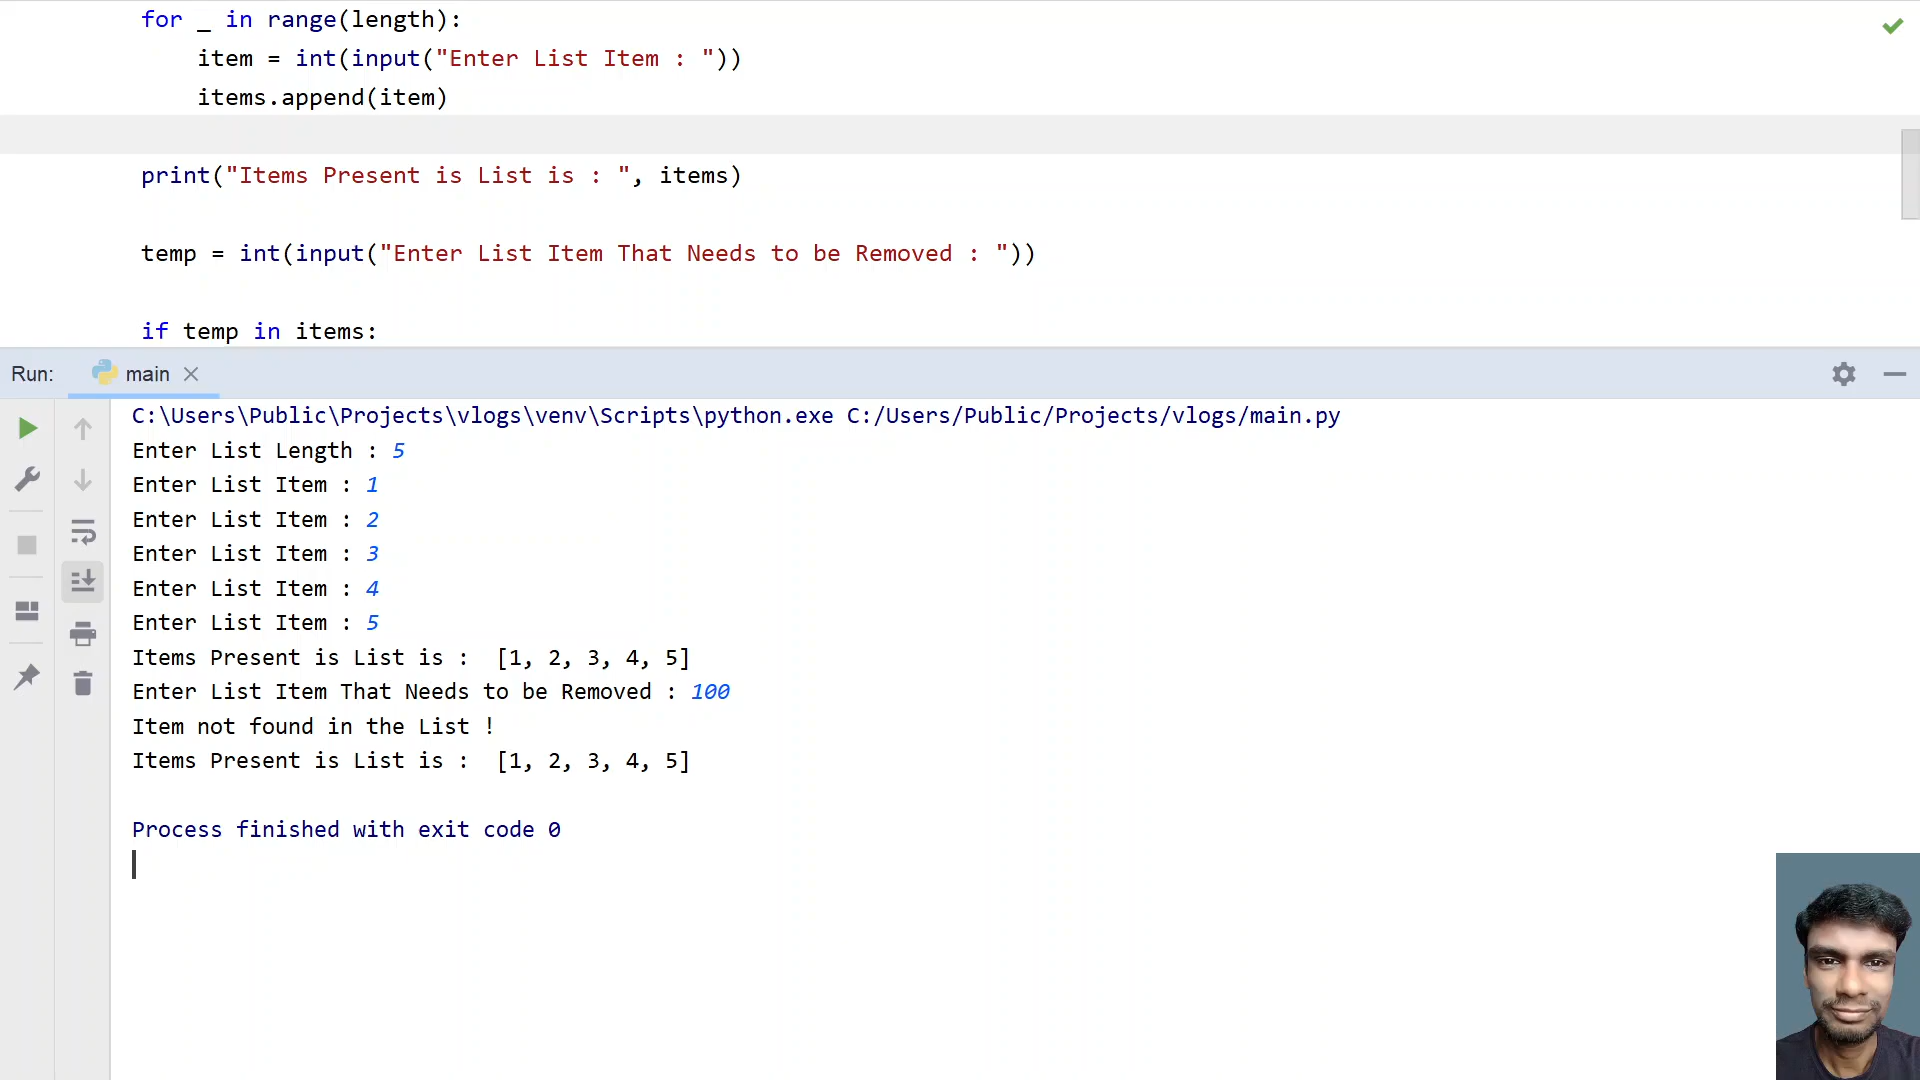 for _ in range(length):
    item = int(input("Enter List Item : "))
    items.append(item)
print("Items Present is List is : ", items)
temp = int(input("Enter List Item That Needs to be Removed : "))
if temp in items:
Run: main
C:\Users\Public\Projects\vlogs\venv\Scripts\python.exe C:/Users/Public/Projects/vlogs/main.py
Enter List Length : 5
Enter List Item : 1
Enter List Item : 2
Enter List Item : 3
Enter List Item : 4
Enter List Item : 5
Items Present is List is :  [1, 2, 3, 4, 5]
Enter List Item That Needs to be Removed : 100
Item not found in the List !
Items Present is List is :  [1, 2, 3, 4, 5]
Process finished with exit code 0